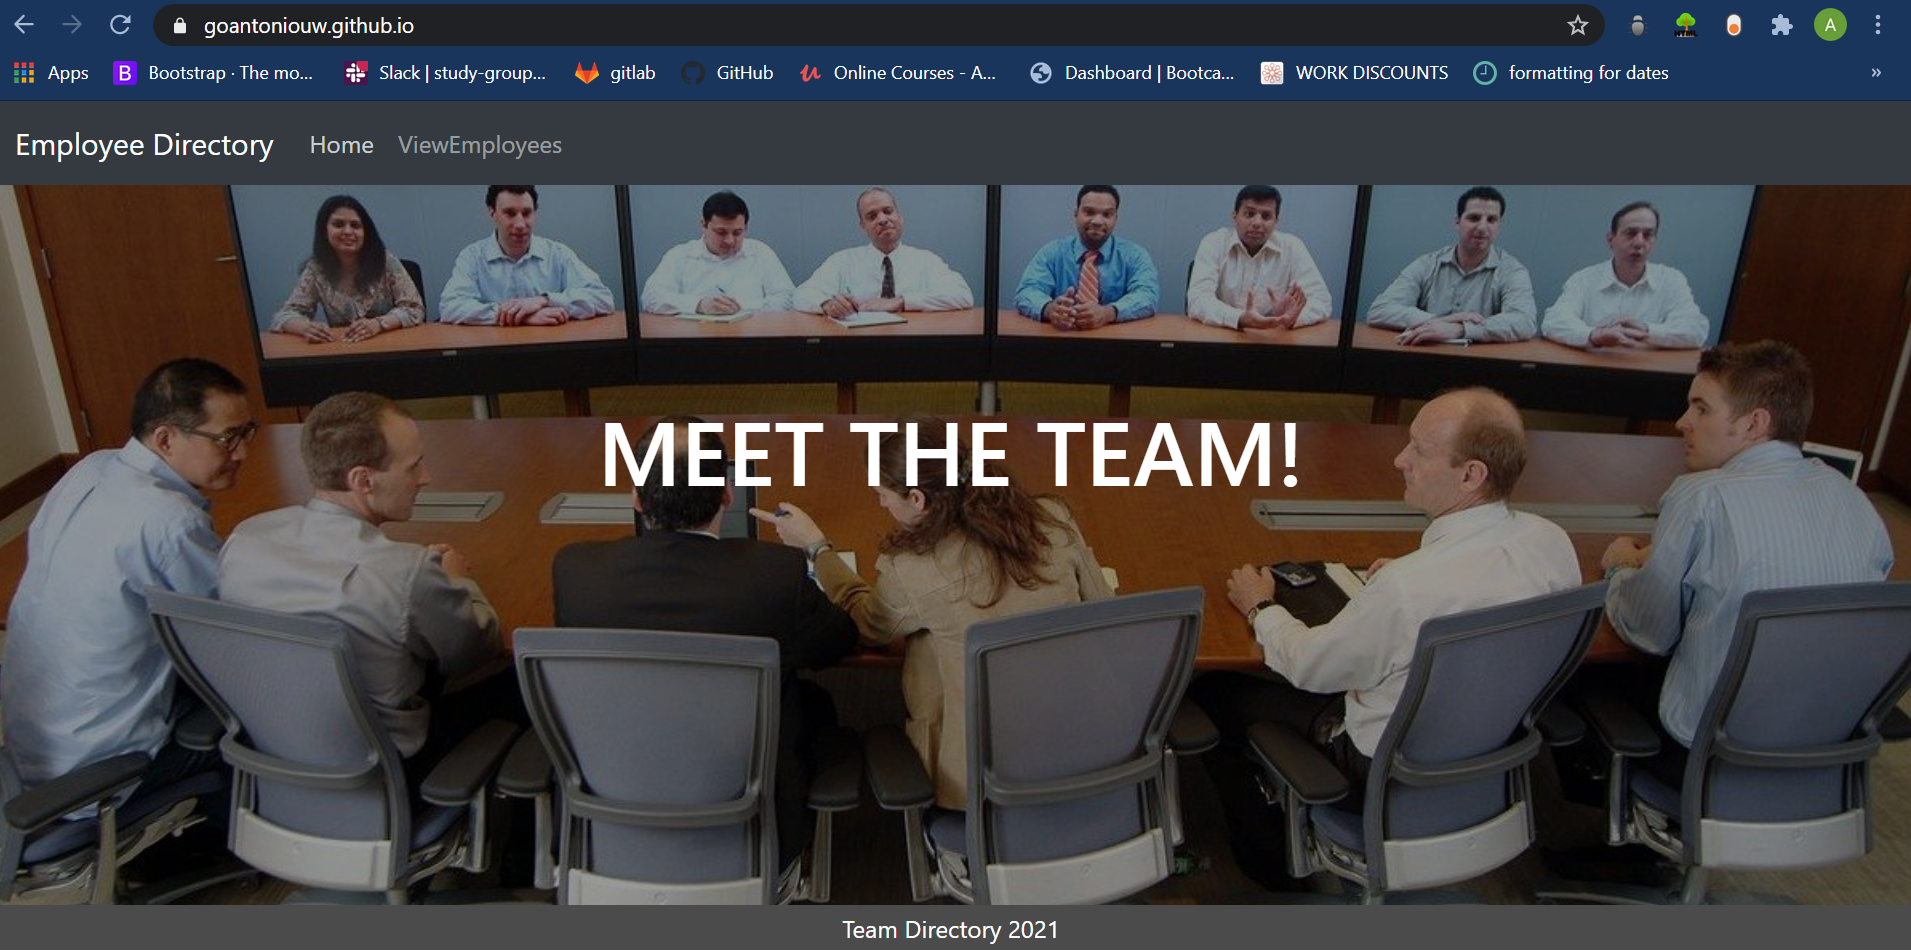 goantoniouw.github.io
A
Apps B Bootstrap · The mo... Slack | study-group... gitlab GitHub Online Courses - A... Dashboard | Bootca... WORK DISCOUNTS formatting for dates »
Employee Directory Home ViewEmployees
MEET THE TEAM!
Team Directory 2021